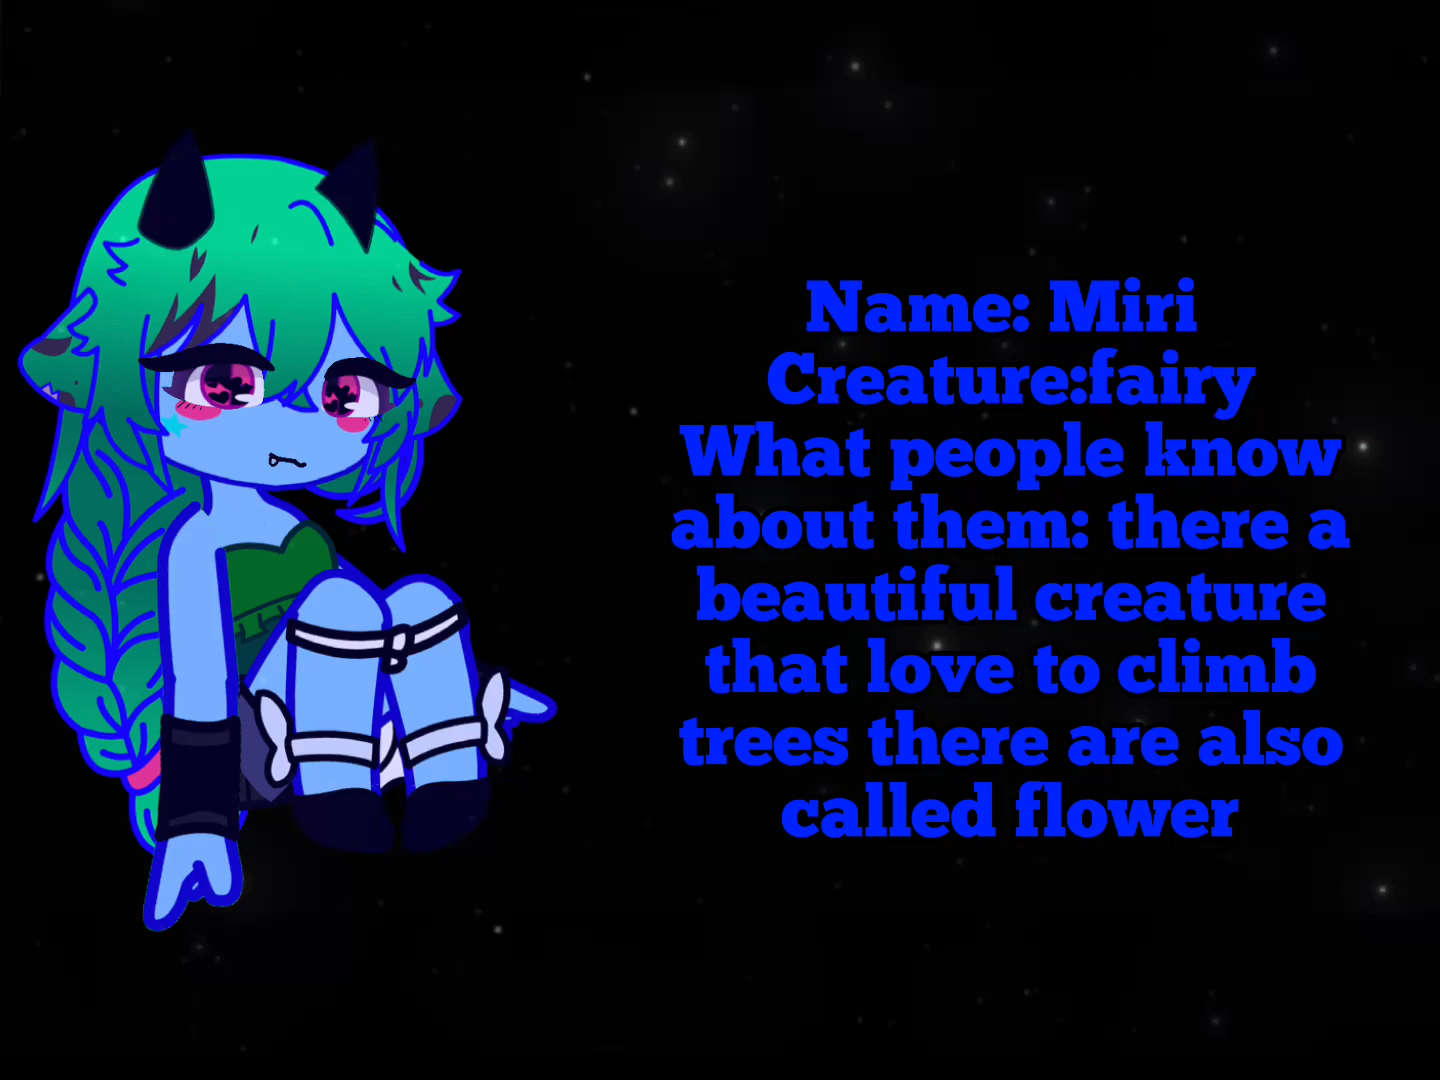 Name: Miri
Creature:fairy
What people know
about them: there a
beautiful creature
that love to climb
trees there are also
called flower